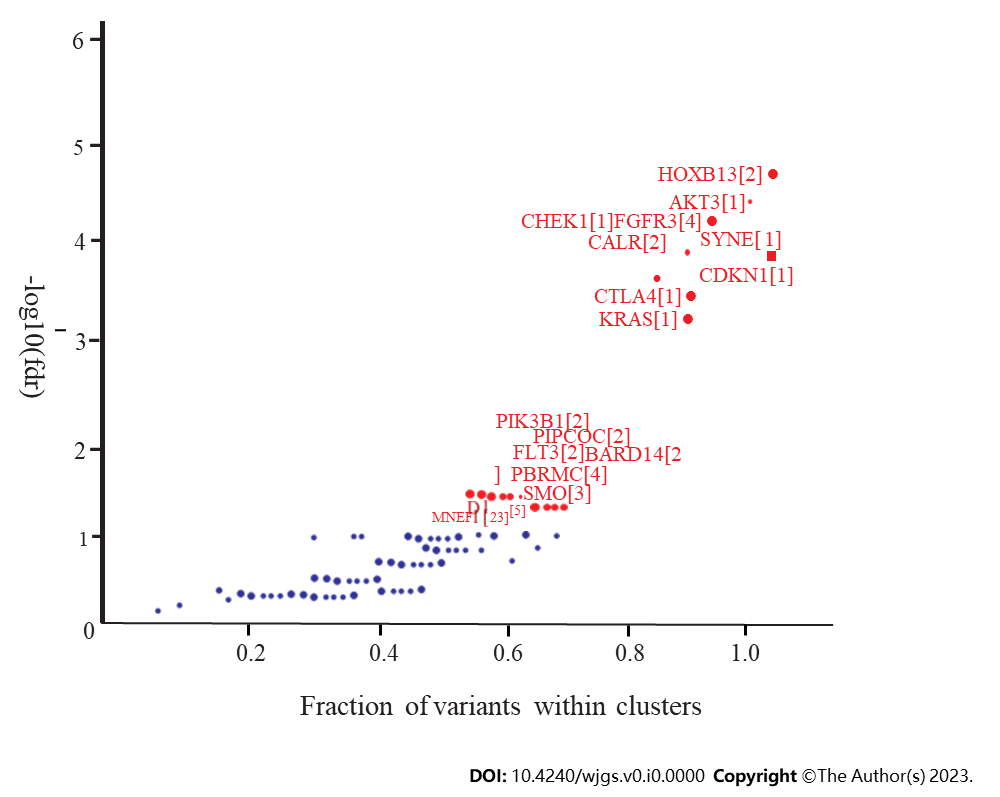 6
5
HOXB13[2]
AKT3[1]
CHEK1[1]FGFR3[4]
4
CALR[2]
SYNE[ 1]
CDKN1[1]
-log10(fdr)
CTLA4[1]
KRAS[1]
3
PIK3B1[2]
PIPCOC[2]
2
FLT3[2]BARD14[2
] PBRMC[4]
SMO[3]
MNEF1[23][5]
1
0
0.2 0.4 0.6 0.8 1.0
Fraction of variants within clusters
DOI: 10.4240/wjgs.v0.i0.0000 Copyright ©The Author(s) 2023.